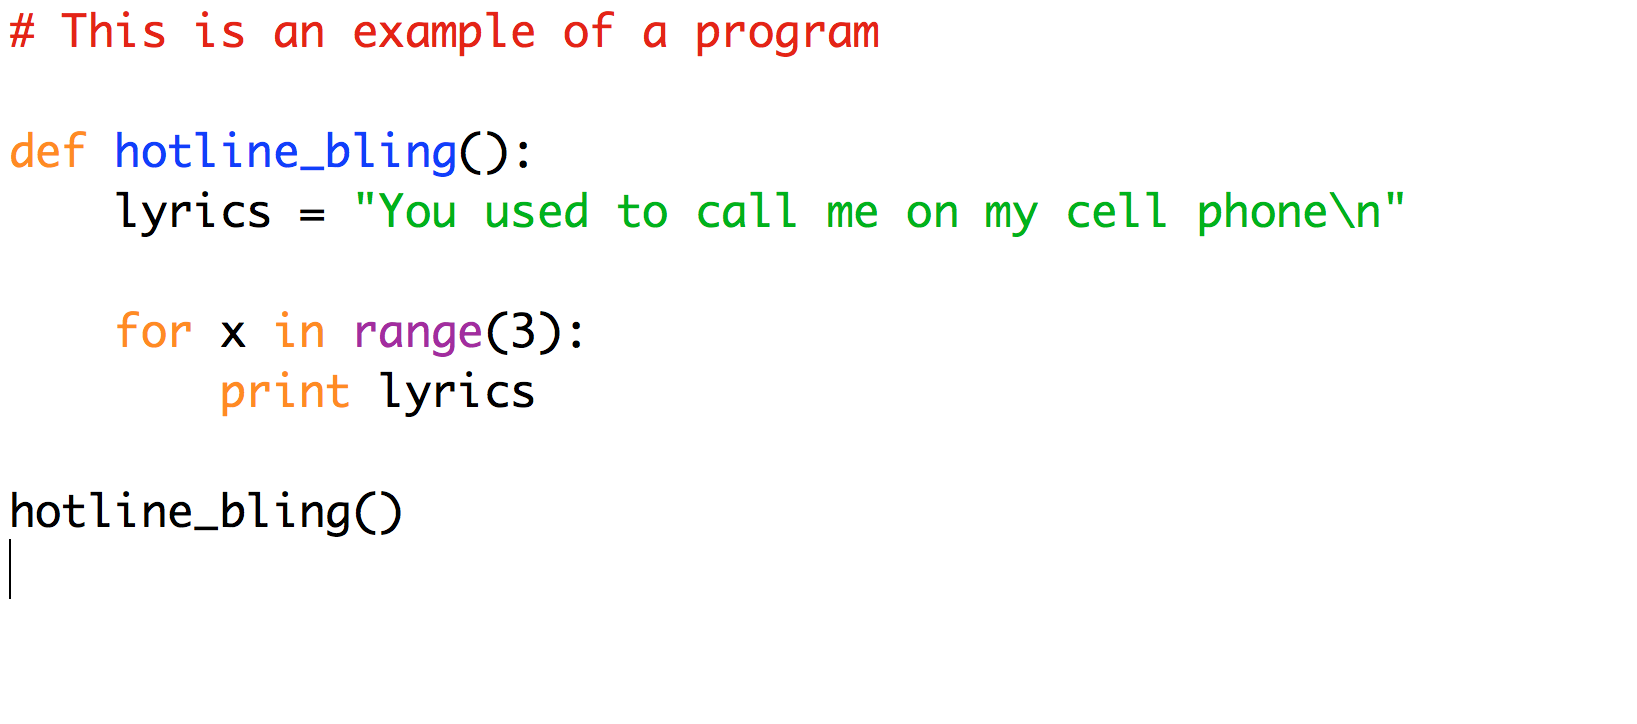 # This is an example of a program
def hotline_bling():
    lyrics = "You used to call me on my cell phone\n"
    for x in range(3):
        print lyrics
hotline_bling()